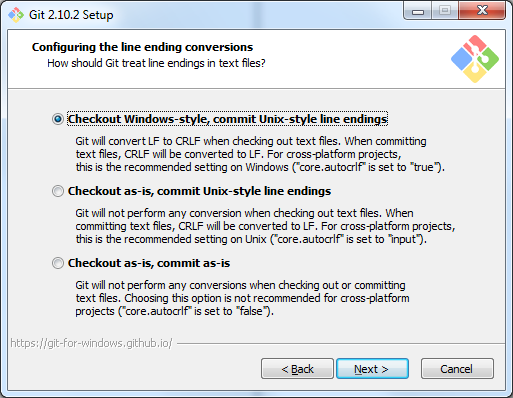 Git 2.10.2 Setup
Configuring the line ending conversions
How should Git treat line endings in text files?
Checkout Windows-style, commit Unix-style line endings
Git will convert LF to CRLF when checking out text files. When committing
text files, CRLF will be converted to LF. For cross-platform projects,
this is the recommended setting on Windows ("core.autocrlf" is set to "true").
Checkout as-is, commit Unix-style line endings
Git will not perform any conversion when checking out text files. When
committing text files, CRLF will be converted to LF. For cross-platform projects,
this is the recommended setting on Unix ("core.autocrlf" is set to "input").
Checkout as-is, commit as-is
Git will not perform any conversions when checking out or committing
text files. Choosing this option is not recommended for cross-platform
projects ("core.autocrlf" is set to "false").
https://git-for-windows.github.io/
< Back
Next >
Cancel